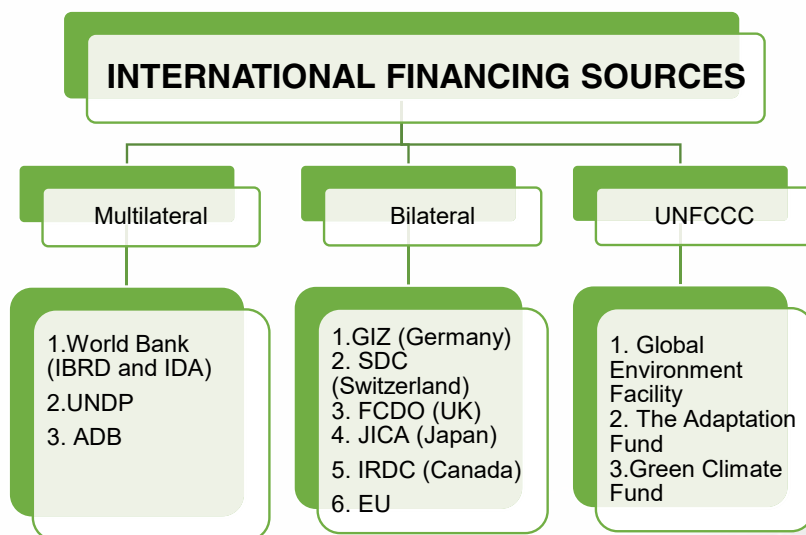 INTERNATIONAL FINANCING SOURCES
Multilateral
Bilateral
UNFCCC
1.World Bank
(IBRD and IDA)
2.UNDP
3. ADB
1.GIZ (Germany)
2. SDC
(Switzerland)
3. FCDO (UK)
4. JICA (Japan)
5. IRDC (Canada)
6. EU
1. Global
Environment
Facility
2. The Adaptation
Fund
3.Green Climate
Fund